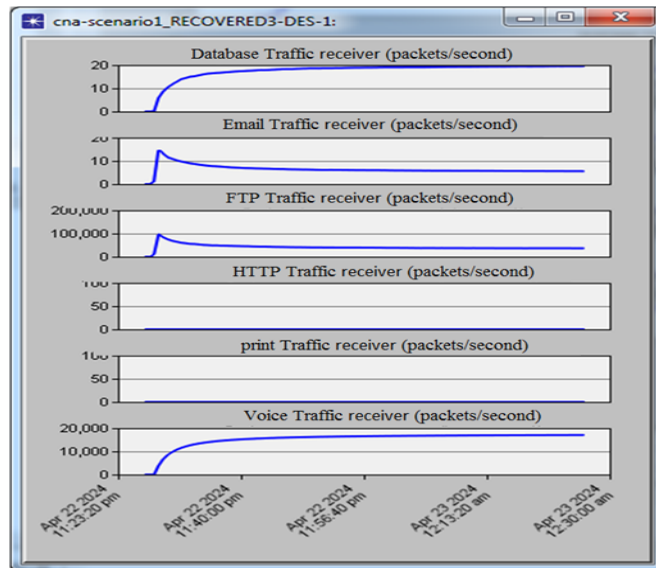 cna-scenario1_RECOVERED3-DES-1:
Database Traffic receiver (packets/second)
20
10
0
Email Traffic receiver (packets/second)
20
10
0
FTP Traffic receiver (packets/second)
200,000
100,000
0
HTTP Traffic receiver (packets/second)
100
50
0
print Traffic receiver (packets/second)
100
50
0
Voice Traffic receiver (packets/second)
20,000
10,000
0
Apr 22 2024
11:23:20 pm
Apr 22 2024
11:40:00 pm
Apr 22 2024
11:56:40 pm
Apr 23 2024
12:13:20 am
Apr 23 2024
12:30:00 am